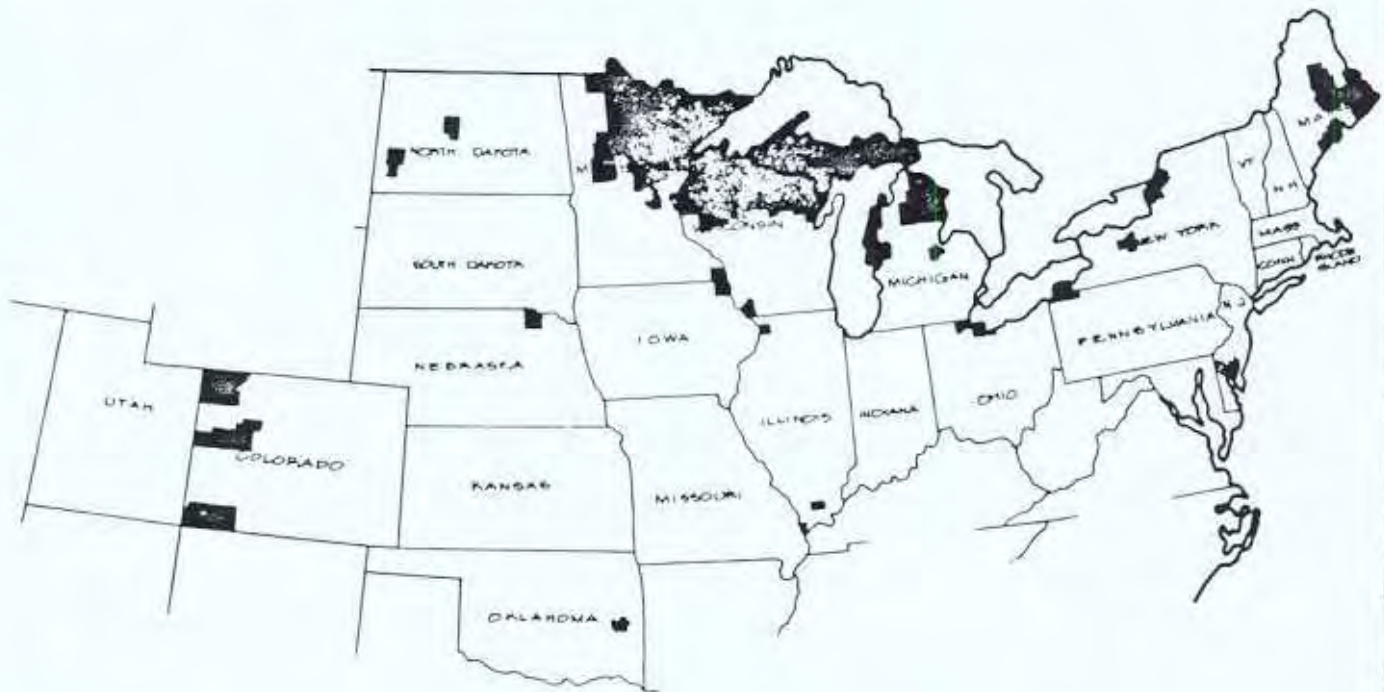 NORTH DAKOTA
M
SOUTH DAKOTA
NEBRASKA
KANSAS
OKLAHOMA
UTAH
COLORADO
IOWA
MISSOURI
ILLINOIS
INDIANA
OHIO
MICHIGAN
PENNSYLVANIA
NEW YORK
N J
VT
N H
MASS
CONN
RHODE
ISLAND
MA